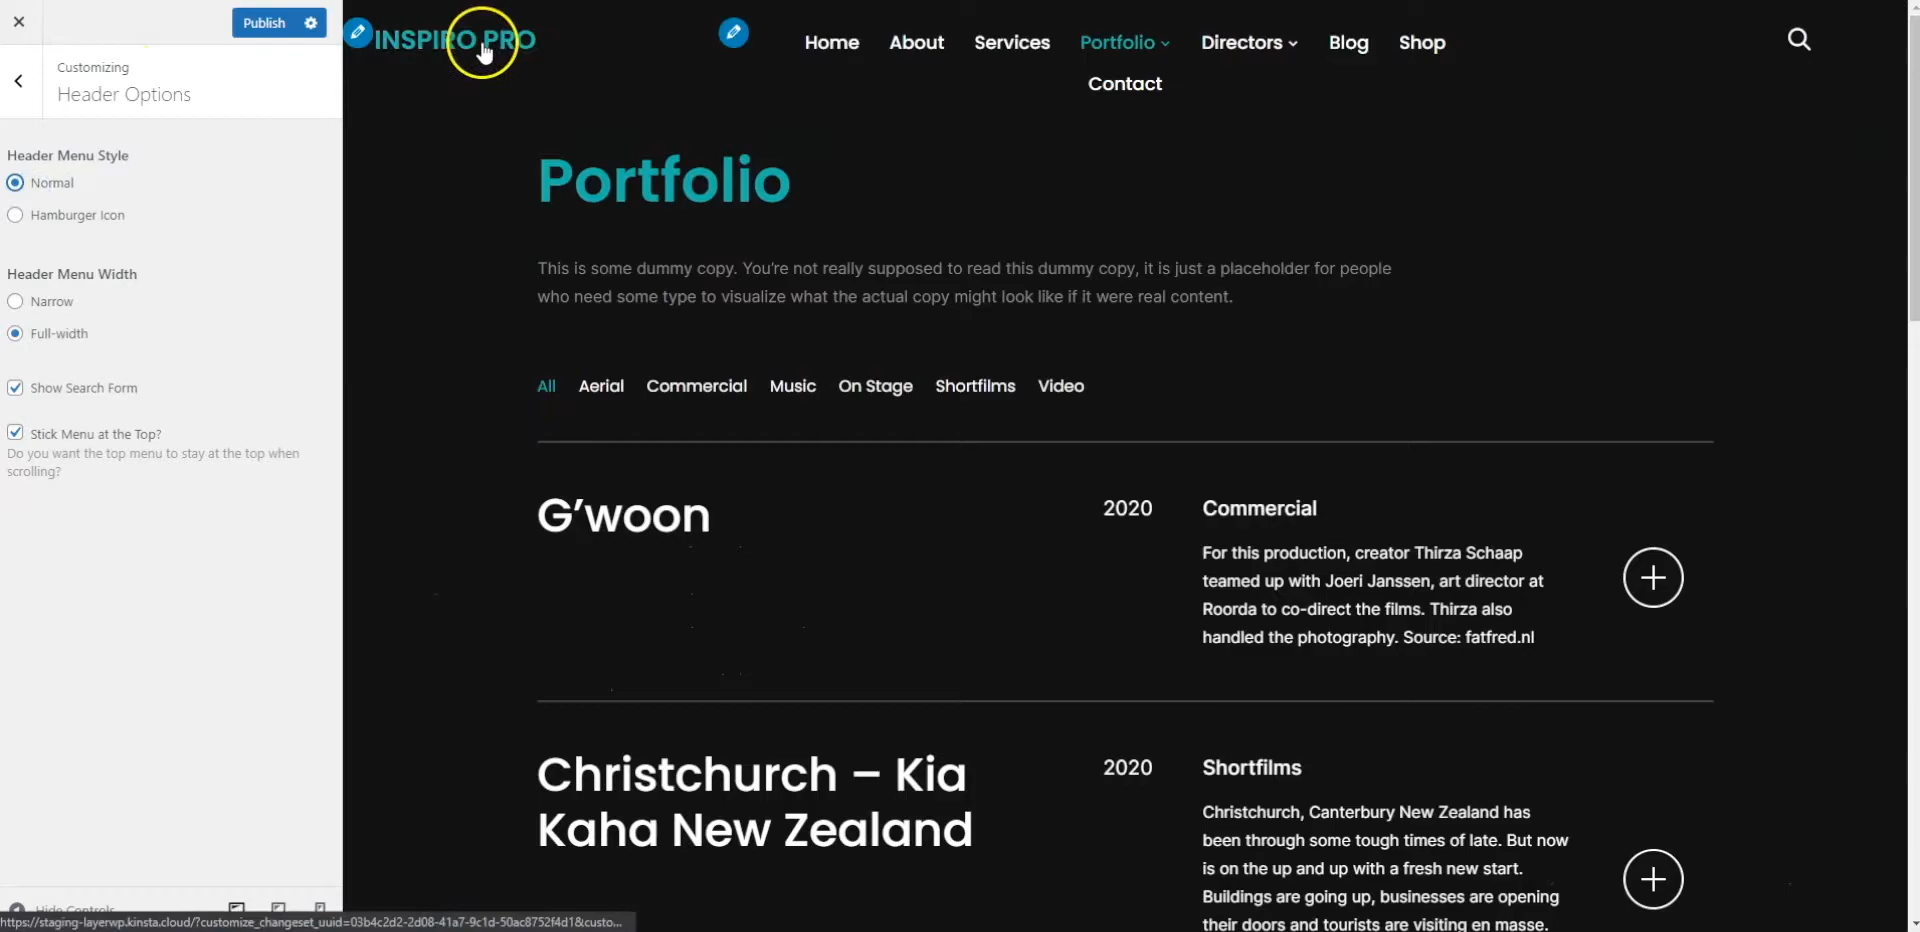 Publish
Customizing
Header Options
Header Menu Style
Normal
Hamburger Icon
Header Menu Width
Narrow
Full-width
Show Search Form
Stick Menu at the Top?
Do you want the top menu to stay at the top when
scrolling?
Hide Controls
https://staging-layerwp.kinsta.cloud/?customize_changeset_uuid=03b4c2d2-2d08-41a7-9c1d-50ac8752f4d1&custo...
INSPIRO PRO
Home About Services Portfolio Directors Blog Shop
Contact
Portfolio
This is some dummy copy. You're not really supposed to read this dummy copy, it is just a placeholder for people
who need some type to visualize what the actual copy might look like if it were real content.
All Aerial Commercial Music On Stage Shortfilms Video
G’woon
2020
Commercial
For this production, creator Thirza Schaap
teamed up with Joeri Janssen, art director at
Roorda to co-direct the films. Thirza also
handled the photography. Source: fatfred.nl
Christchurch – Kia
Kaha New Zealand
2020
Shortfilms
Christchurch, Canterbury New Zealand has
been through some tough times of late. But now
is on the up and up with a fresh new start.
Buildings are going up, businesses are opening
their doors and tourists are visiting en masse.